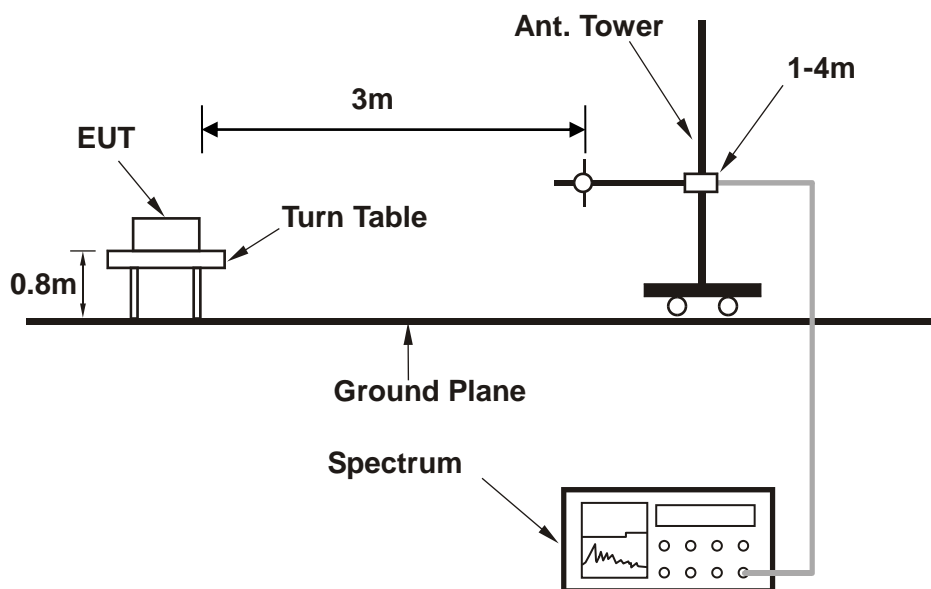 Ant. Tower
1-4m
3m
EUT
Turn Table
0.8m
Ground Plane
Spectrum